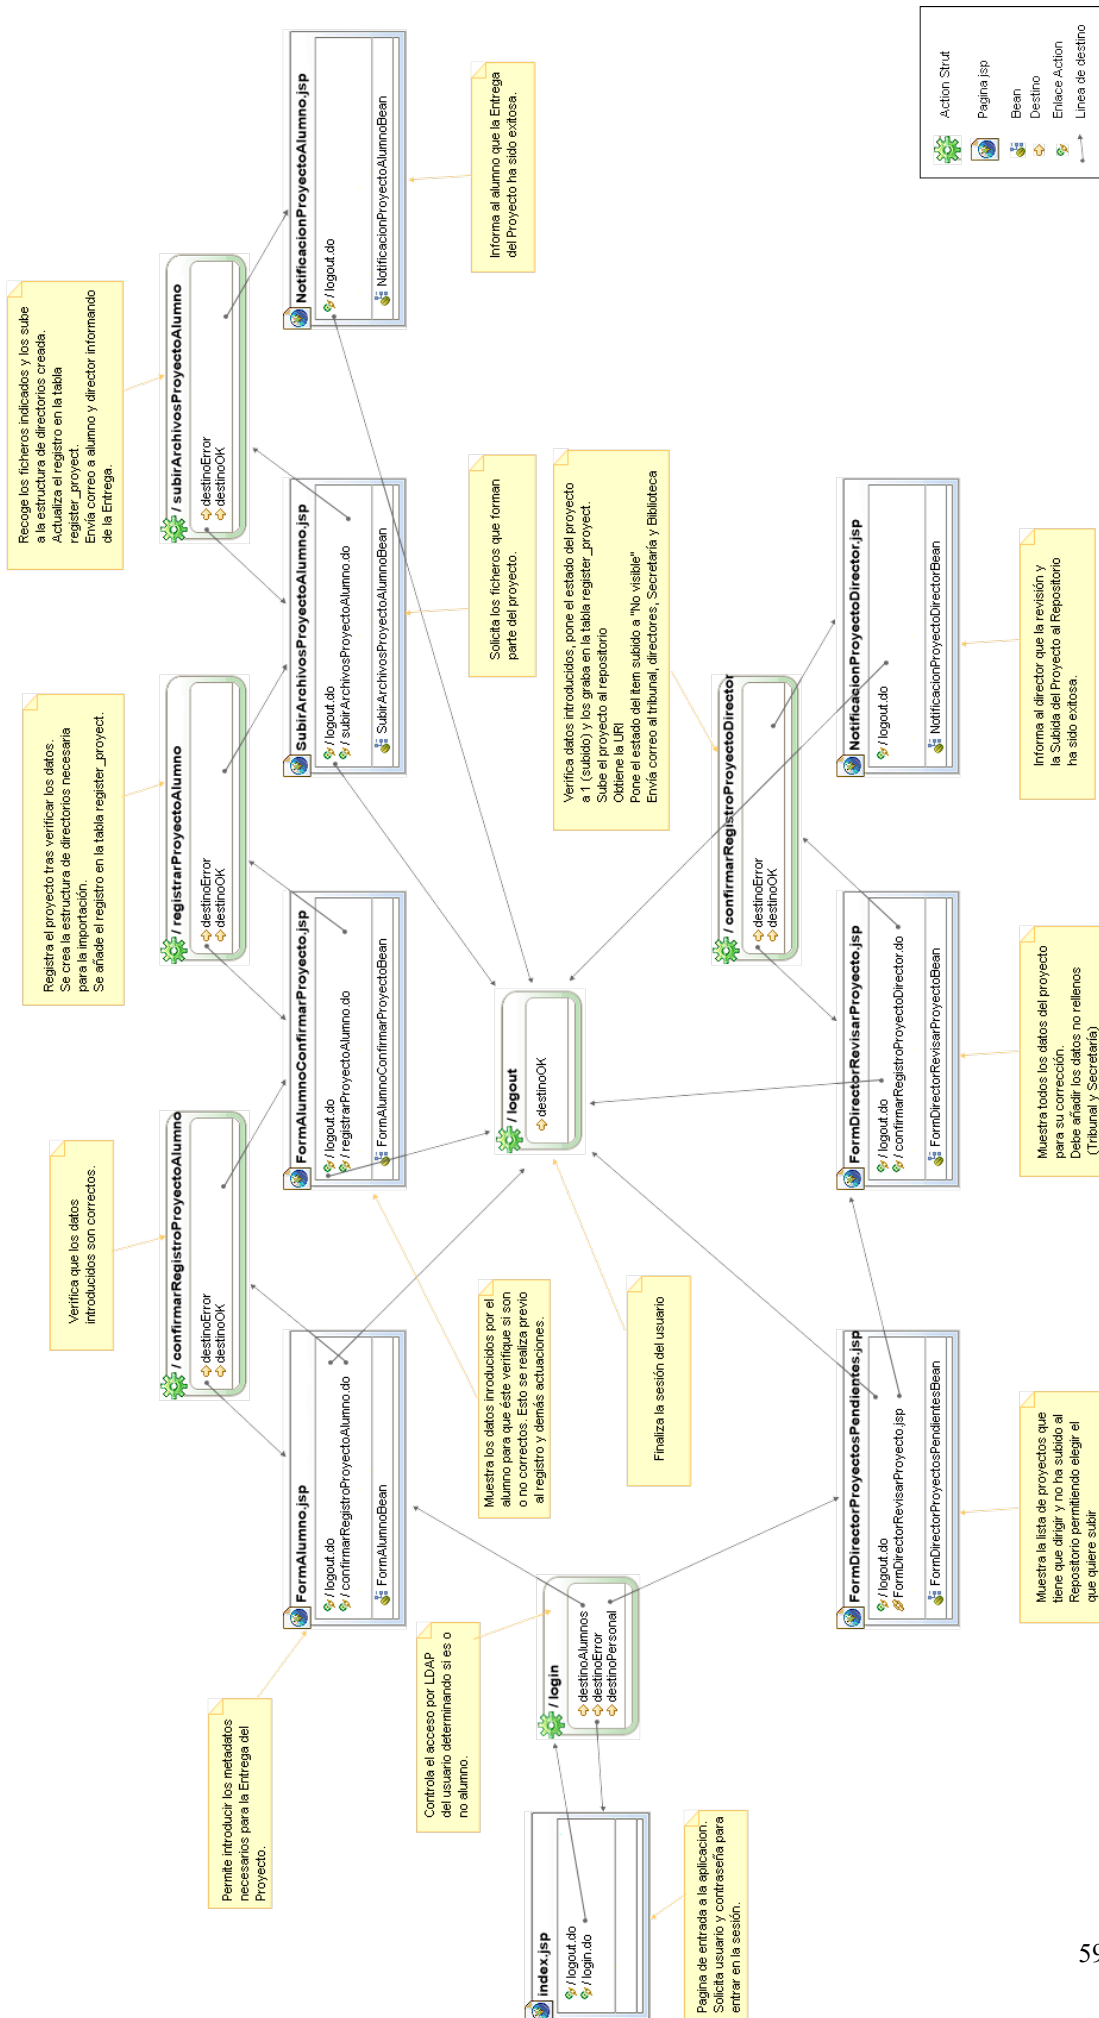 Pagina de entrada a la aplicacion.
Solicita usuario y contraseña para
entrar en la sesión.
index.jsp
/ logout.do
/ login.do
Controla el acceso por LDAP
del usuario determinando si es o
no alumno.
/ login
destinoAlumnos
destinoError
destinoPersonal
Permite introducir los metadatos
necesarios para la Entrega del
Proyecto.
FormAlumno.jsp
/ logout.do
/ confirmarRegistroProyectoAlumno.do
FormAlumnoBean
Verifica que los datos
introducidos son correctos.
/ confirmarRegistroProyectoAlumno
destinoError
destinoOK
Muestra los datos inroducidos por el
alumno para que éste verifique si son
o no correctos. Esto se realiza previo
al registro y demás actuaciones.
FormAlumnoConfirmarProyecto.jsp
/ logout.do
/ registrarProyectoAlumno.do
FormAlumnoConfirmarProyectoBean
Registra el proyecto tras verificar los datos.
Se crea la estructura de directorios necesaria
para la importación.
Se añade el registro en la tabla register_proyect.
/ registrarProyectoAlumno
destinoError
destinoOK
SubirArchivosProyectoAlumno.jsp
/ logout.do
/ subirArchivosProyectoAlumno.do
SubirArchivosProyectoAlumnoBean
Solicita los ficheros que forman
parte del proyecto.
Recoge los ficheros indicados y los sube
a la estructura de directorios creada.
Actualiza el registro en la tabla
register_proyect.
Envía correo a alumno y director informando
de la Entrega.
/ subirArchivosProyectoAlumno
destinoError
destinoOK
NotificacionProyectoAlumno.jsp
/ logout.do
NotificacionProyectoAlumnoBean
Informa al alumno que la Entrega
del Proyecto ha sido exitosa.
/ logout
destinoOK
Finaliza la sesión del usuario
FormDirectorProyectosPendientes.jsp
/ logout.do
FormDirectorRevisarProyecto.jsp
FormDirectorProyectosPendientesBean
Muestra la lista de proyectos que
tiene que dirigir y no ha subido al
Repositorio permitiendo elegir el
que quiere subir
FormDirectorRevisarProyecto.jsp
/ logout.do
/ confirmarRegistroProyectoDirector.do
FormDirectorRevisarProyectoBean
Muestra todos los datos del proyecto
para su corrección.
Debe añadir los datos no rellenos
(Tribunal y Secretaría)
Verifica datos introducidos, pone el estado del proyecto
a 1 (subido) y los graba en la tabla register_proyect.
Sube el proyecto al repositorio
Obtiene la URI
Pone el estado del item subido a "No visible"
Envía correo al tribunal, directores, Secretaría y Biblioteca
/ confirmarRegistroProyectoDirector
destinoError
destinoOK
NotificacionProyectoDirector.jsp
/ logout.do
NotificacionProyectoDirectorBean
Informa al director que la revisión y
la Subida del Proyecto al Repositorio
ha sido exitosa.
Action Strut
Pagina jsp
Bean
Destino
Enlace Action
Linea de destino
59